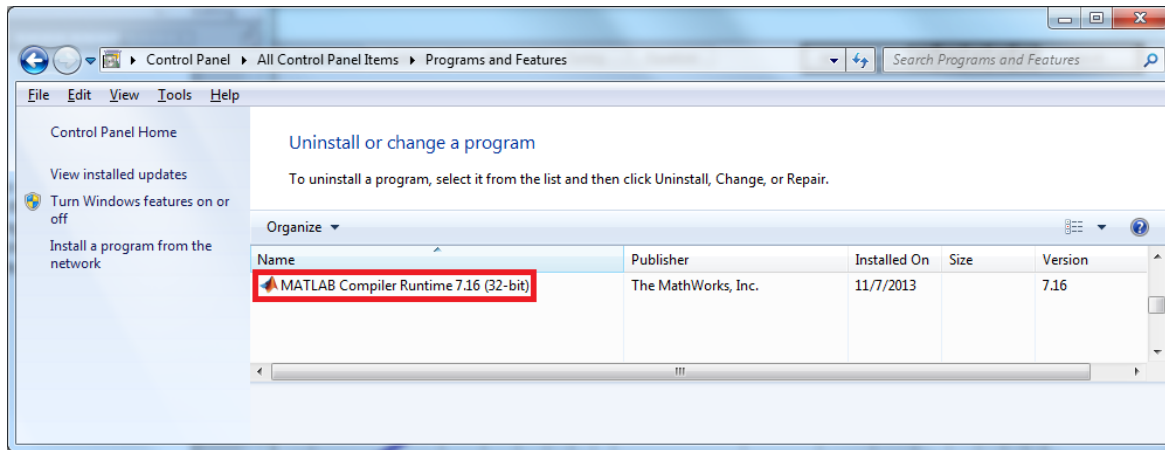 Control Panel ▸ All Control Panel Items ▸ Programs and Features Search Programs and Features
File Edit View Tools Help
Control Panel Home
View installed updates
Turn Windows features on or
off
Install a program from the
network
Uninstall or change a program
To uninstall a program, select it from the list and then click Uninstall, Change, or Repair.
Organize
Name Publisher Installed On Size Version
MATLAB Compiler Runtime 7.16 (32-bit) The MathWorks, Inc. 11/7/2013 7.16